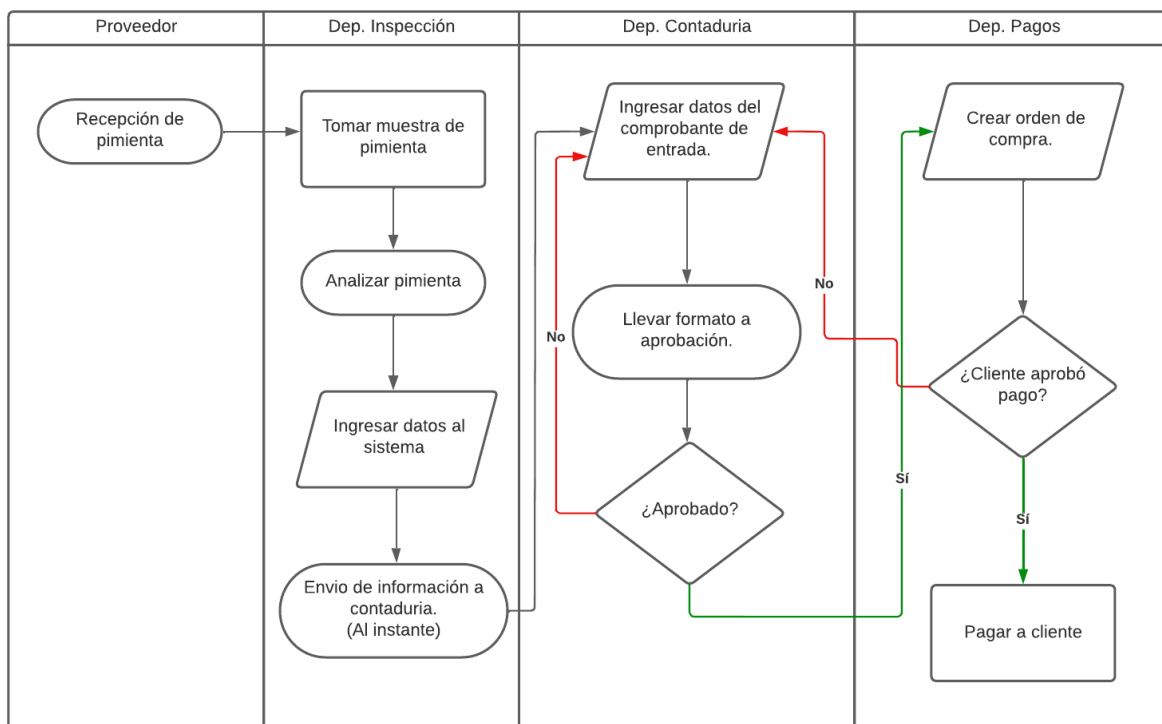 Proveedor
Dep. Inspección
Dep. Contaduria
Dep. Pagos
Recepción de
pimienta
Tomar muestra de
pimienta
Analizar pimienta
Ingresar datos al
sistema
Envio de información a
contaduria.
(Al instante)
Ingresar datos del
comprobante de
entrada.
Llevar formato a
aprobación.
¿Aprobado?
No
Sí
Crear orden de
compra.
¿Cliente aprobó
pago?
No
Sí
Pagar a cliente